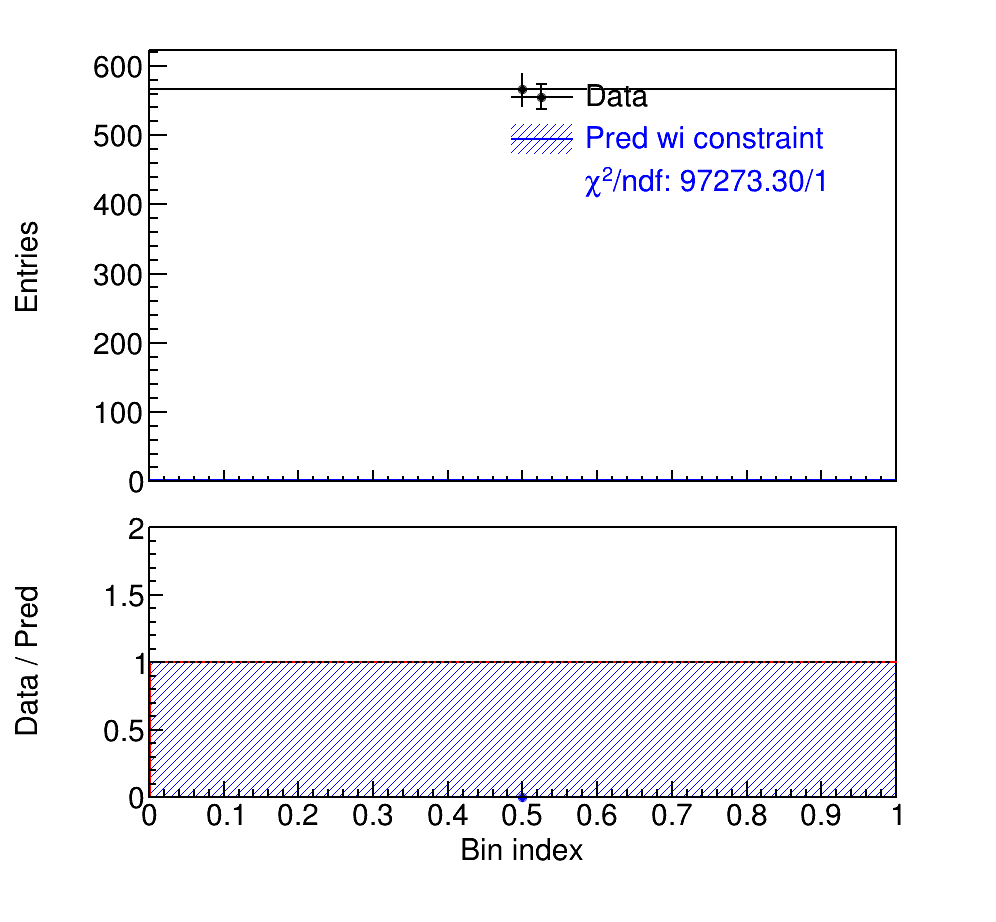 600
500
400
300
200
100
0
Entries
Data
Pred wi constraint
χ²/ndf: 97273.30/1
2
1.5
1
0.5
0
Data / Pred
0 0.1 0.2 0.3 0.4 0.5 0.6 0.7 0.8 0.9 1
Bin index